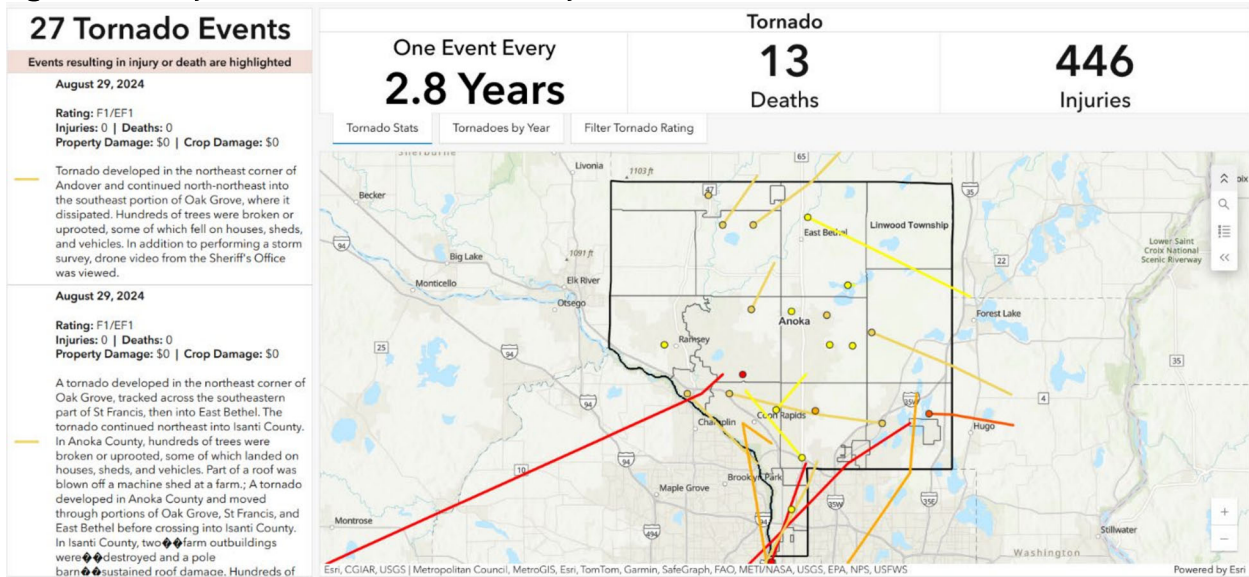 27 Tornado Events
Events resulting in injury or death are highlighted
August 29, 2024
Rating: F1/EF1
Injuries: 0 | Deaths: 0
Property Damage: $0 | Crop Damage: $0
Tornado developed in the northeast corner of
Andover and continued north-northeast into
the southeast portion of Oak Grove, where it
dissipated. Hundreds of trees were broken or
uprooted, some of which fell on houses, sheds,
and vehicles. In addition to performing a storm
survey, drone video from the Sheriff's Office
was viewed.
August 29, 2024
Rating: F1/EF1
Injuries: 0 | Deaths: 0
Property Damage: $0 | Crop Damage: $0
A tornado developed in the northeast corner of
Oak Grove, tracked across the southeastern
part of St Francis, then into East Bethel. The
tornado continued northeast into Isanti County.
In Anoka County, hundreds of trees were
broken or uprooted, some of which landed on
houses, sheds, and vehicles. Part of a roof was
blown off a machine shed at a farm.; A tornado
developed in Anoka County and moved
through portions of Oak Grove, St Francis, and
East Bethel before crossing into Isanti County.
In Isanti County, two��farm outbuildings
were��destroyed and a pole
barn��sustained roof damage. Hundreds of
Tornado
One Event Every
2.8 Years
13
Deaths
446
Injuries
Tornado Stats
Tornadoes by Year
Filter Tornado Rating
Livonia
1103 ft
65
47
35
Becker
East Bethel
Linwood Township
94
Big Lake
1091 ft
22
Lower Saint
Croix National
Scenic Riverway
Monticello
Elk River
Otsego
Forest Lake
Anoka
25
Ramsey
94
35
94
35W
4
Champlin
Coon Rapids
Hugo
94
10
Maple Grove
Brooklyn Park
94
35W
35E
Montrose
494
Stillwater
Washington
Esri, CGIAR, USGS | Metropolitan Council, MetroGIS, Esri, TomTom, Garmin, SafeGraph, FAO, METI/NASA, USGS, EPA, NPS, USFWS
Powered by Esri